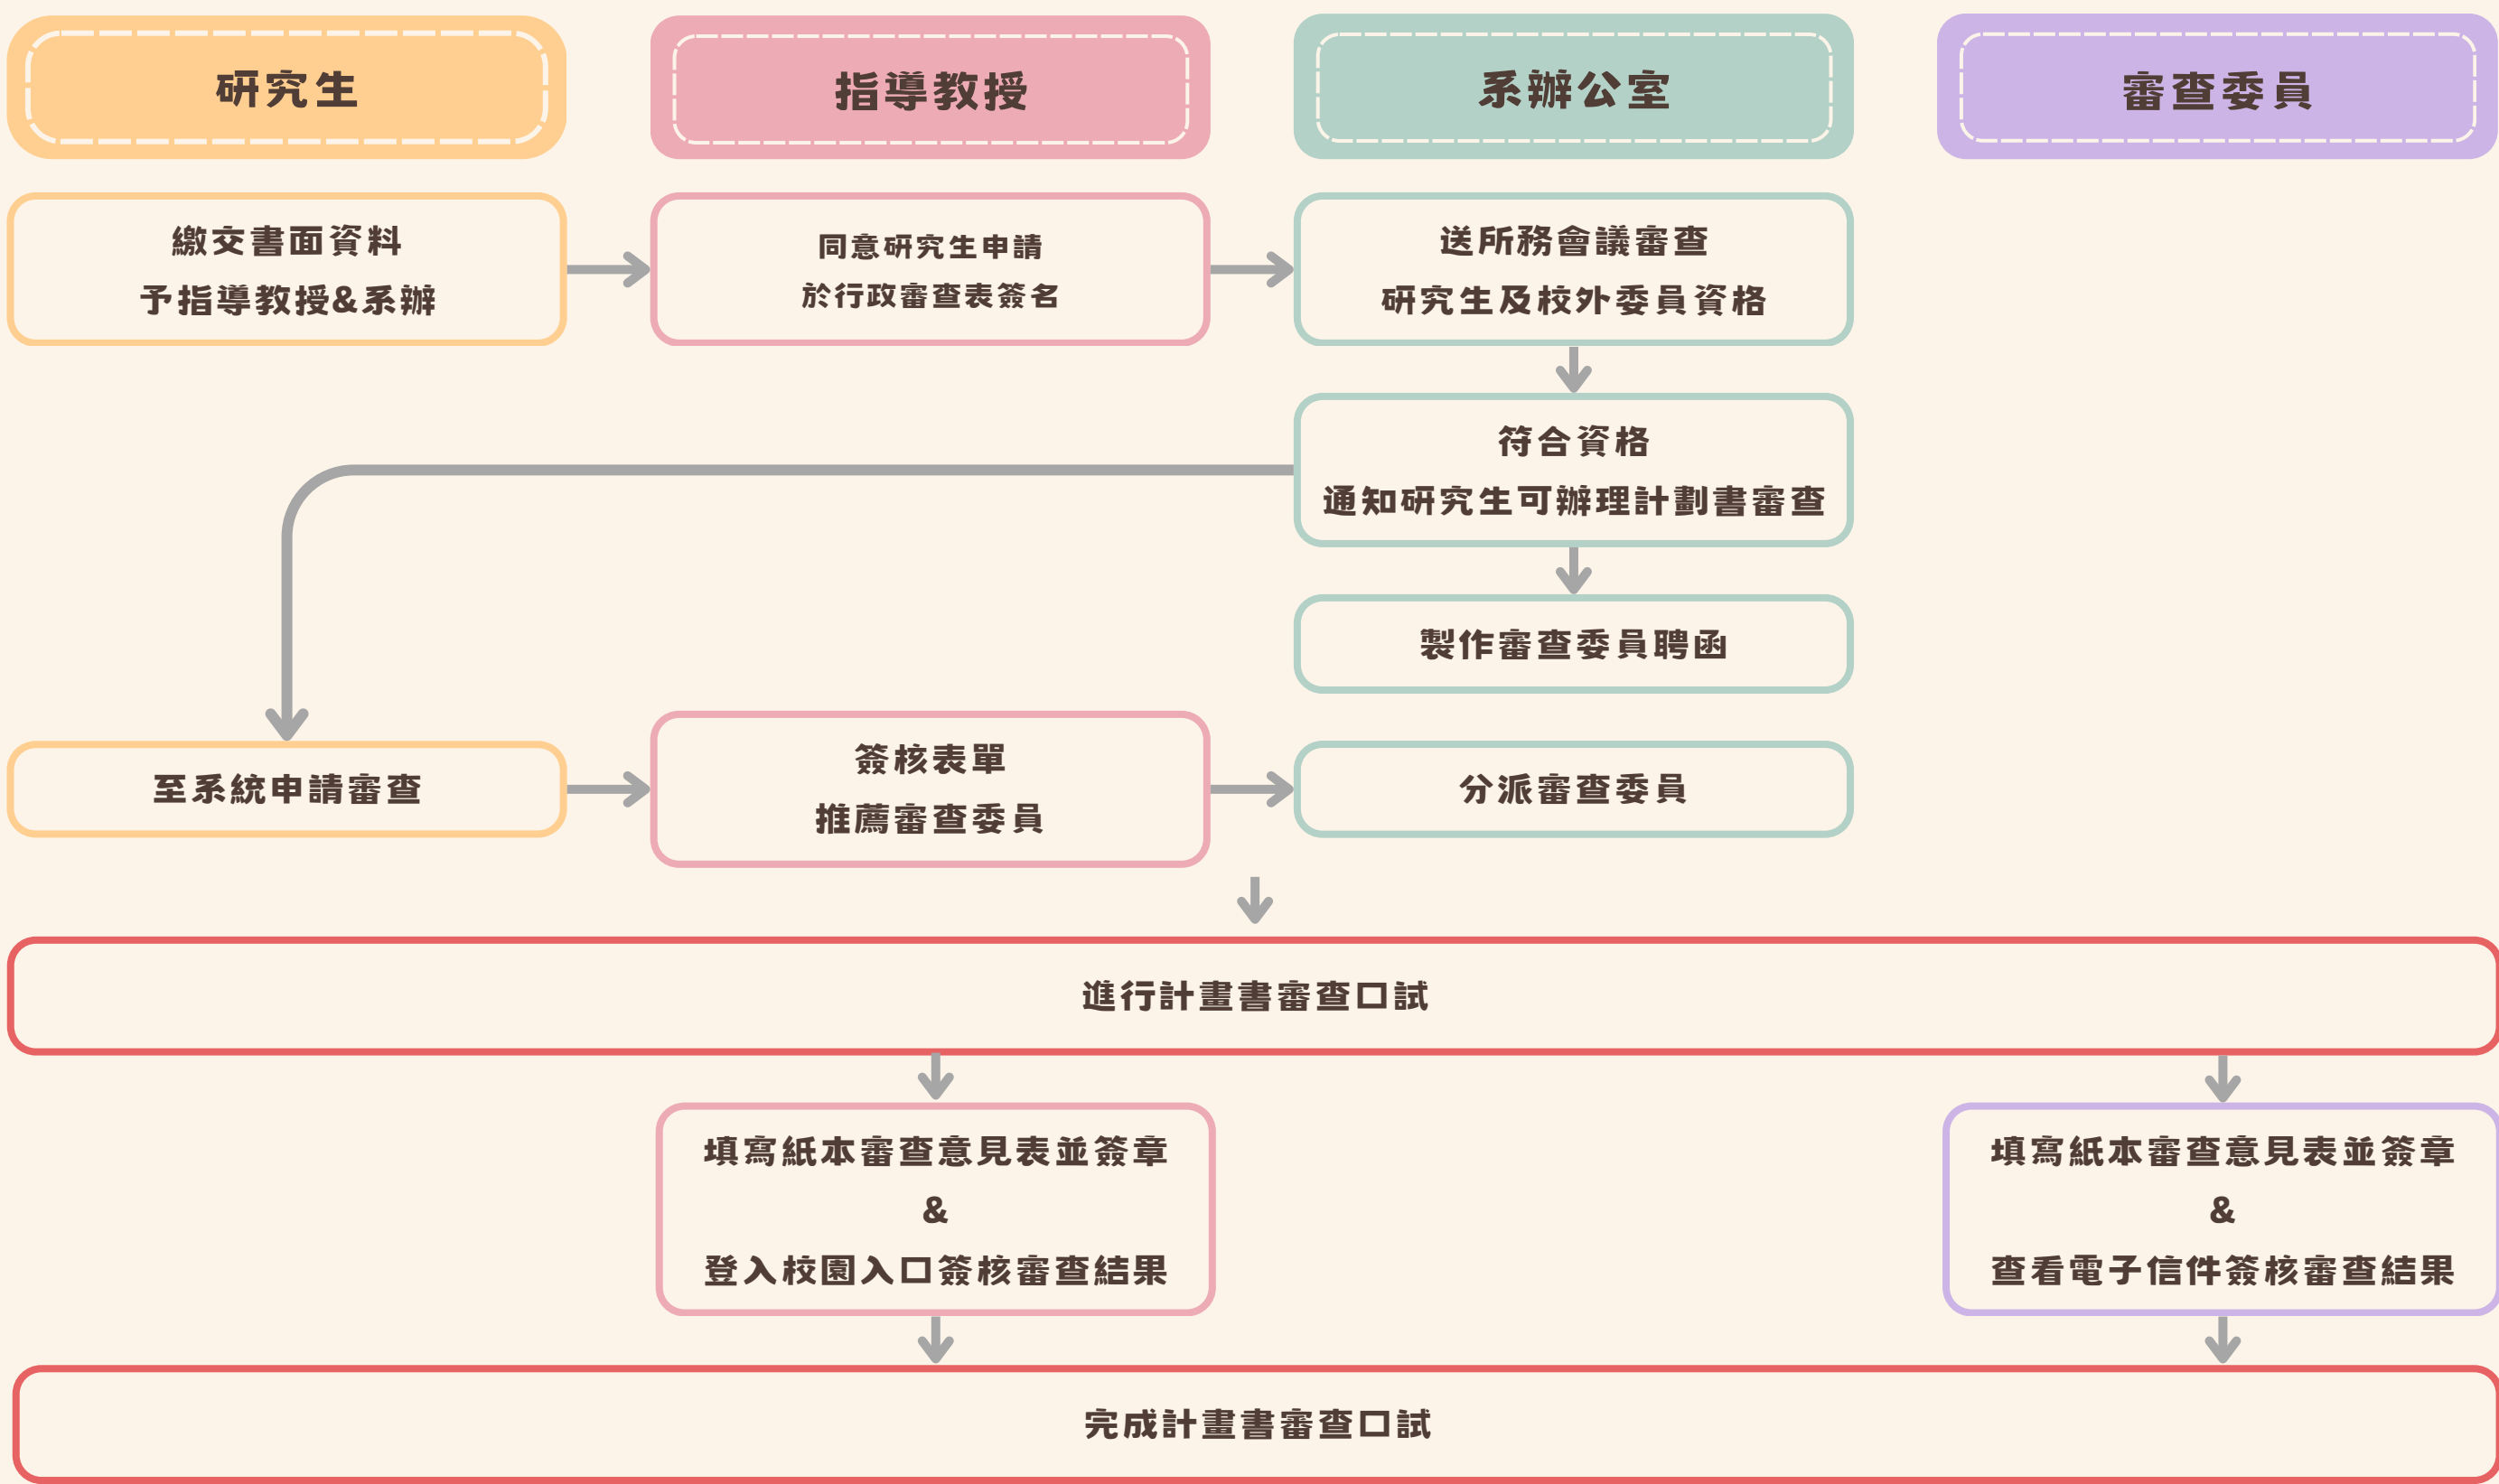 研究生
指導教授
系辦公室
審查委員
繳交書面資料
予指導教授&系辦
同意研究生申請
於行政審查表簽名
送所務會議審查
研究生及校外委員資格
符合資格
通知研究生可辦理計劃書審查
製作審查委員聘函
至系統申請審查
簽核表單
推薦審查委員
分派審查委員
進行計畫書審查口試
填寫紙本審查意見表並簽章
&
登入校園入口簽核審查結果
填寫紙本審查意見表並簽章
&
查看電子信件簽核審查結果
完成計畫書審查口試